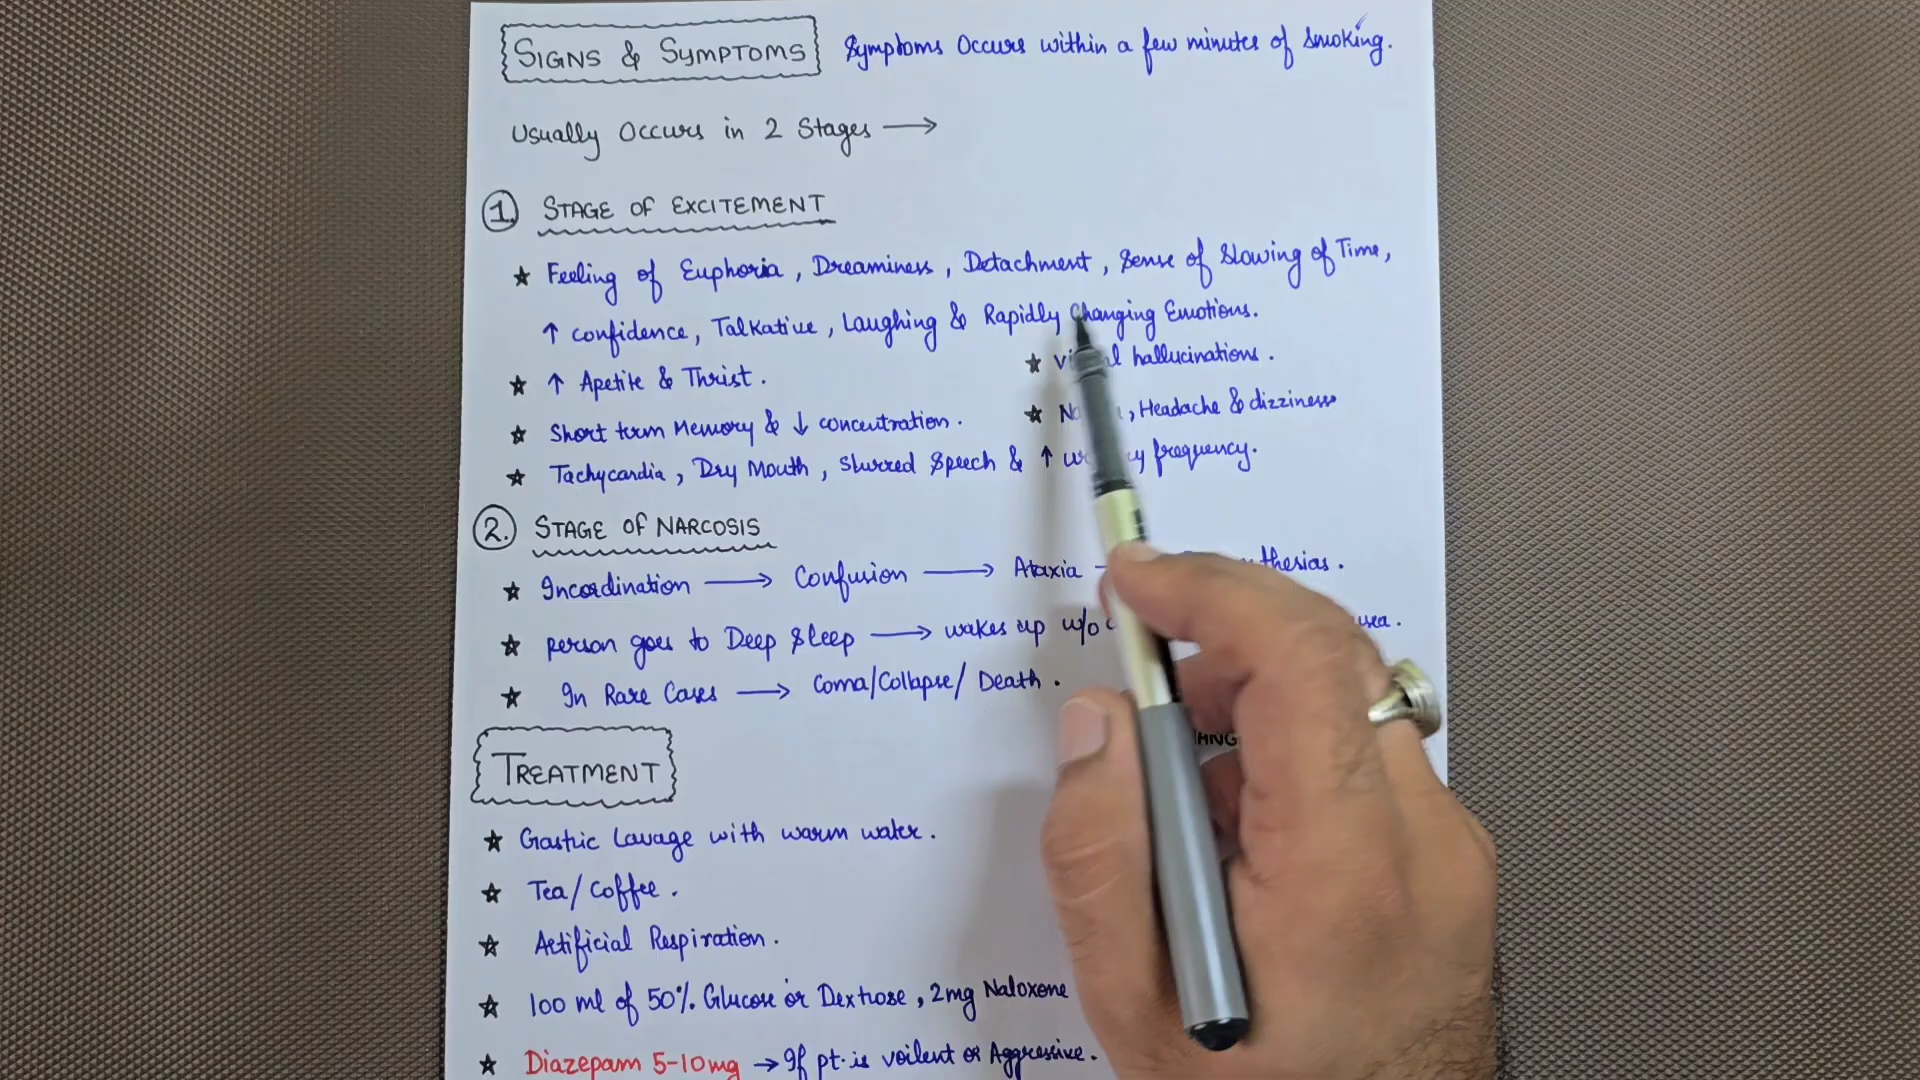 SIGNS & SYMPTOMS Symptoms Occurs within a few minutes of smoking.
Usually Occurs in 2 Stages →
1. STAGE OF EXCITEMENT
★ Feeling of Euphoria, Dreaminess, Detachment, Sense of Slowing of Time,
↑ confidence, Talkative, Laughing & Rapidly Changing Emotions.
★ ↑ Apetite & Thrist.
★ hallucinations.
★ Short term Memory & ↓ concentration.
★ , Headache & dizziness
★ Tachycardia, Dry Mouth, Slurred Speech & ↑ frequency.
2. STAGE OF NARCOSIS
★ Incordination → Confusion → Ataxia
★ person goes to Deep Sleep → wakes up w/o
★ In Rare Cases → Coma/Collapse/Death.
TREATMENT
★ Gastric Lavage with warm water.
★ Tea/Coffee.
★ Artificial Respiration.
★ 100 ml of 50% Glucose or Dextrose, 2mg Naloxone
★ Diazepam 5-10mg → If pt. is voilent or Aggressive.